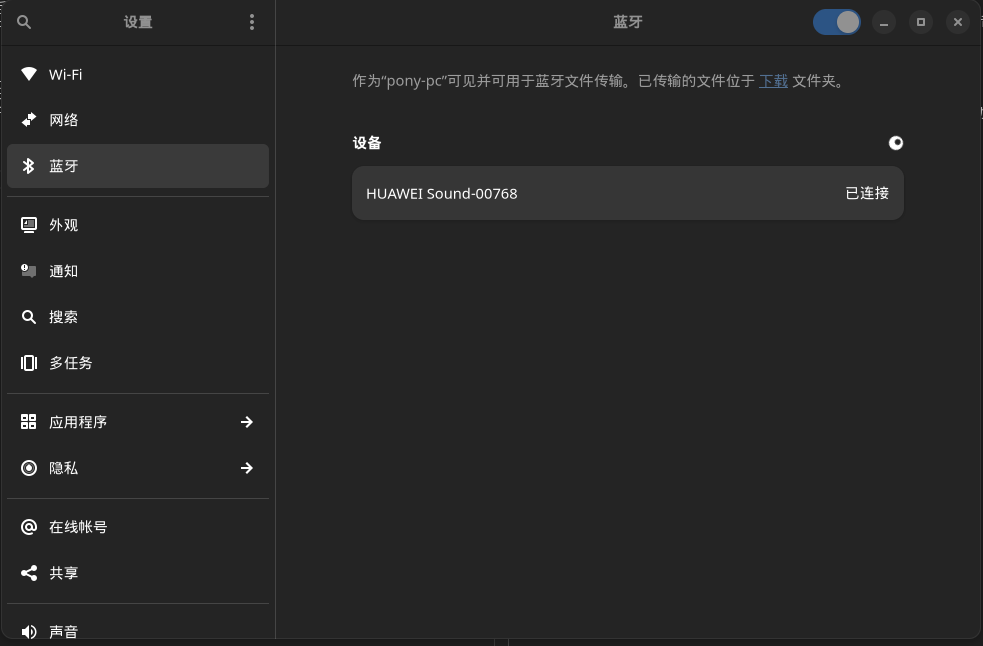 设置
蓝牙
Wi-Fi
网络
蓝牙
外观
通知
搜索
多任务
应用程序
隐私
在线帐号
共享
声音
作为“pony-pc”可见并可用于蓝牙文件传输。已传输的文件位于 下载 文件夹。
设备
HUAWEI Sound-00768 已连接